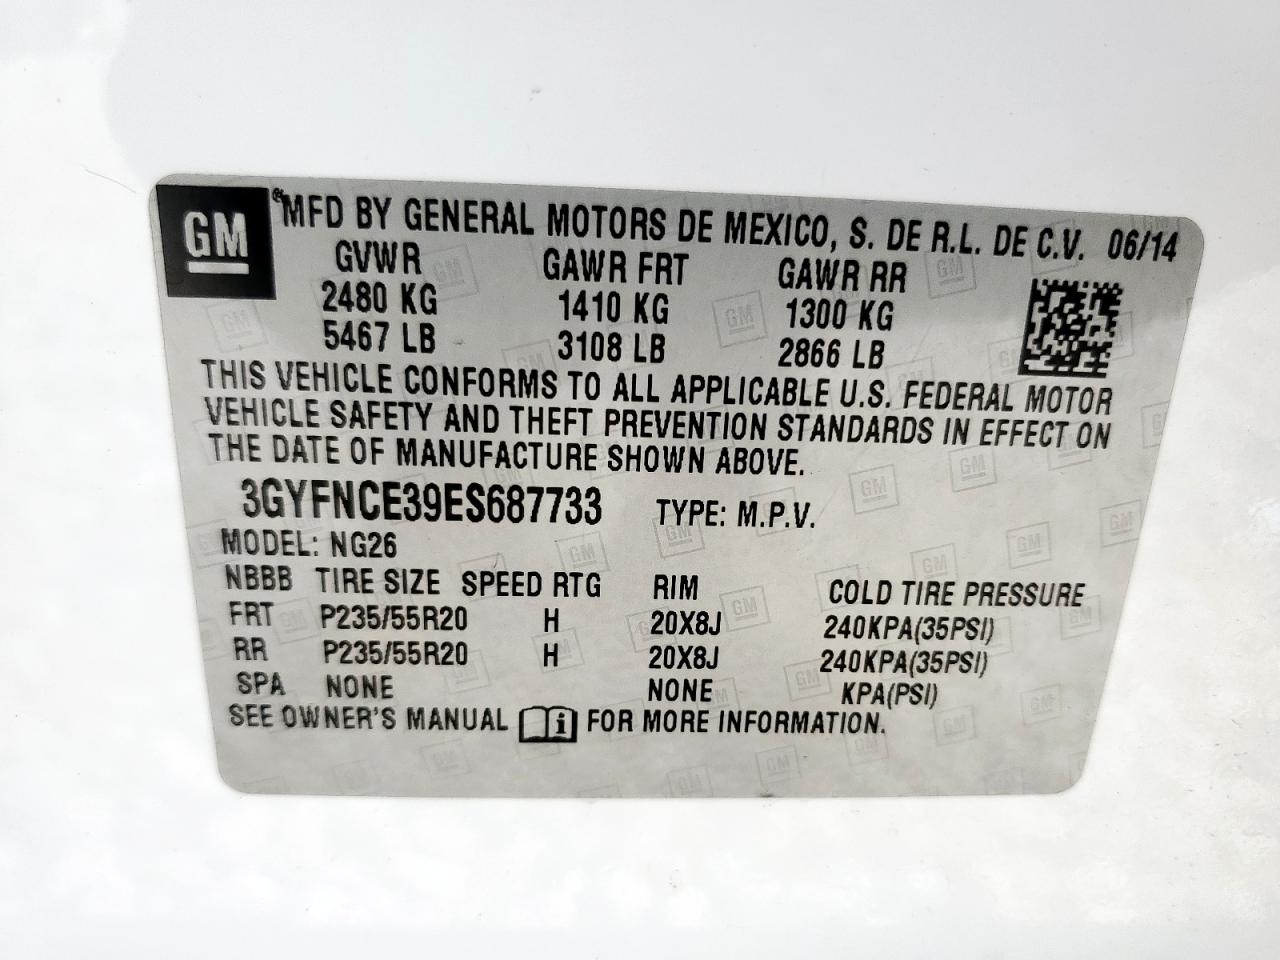 GM
MFD BY GENERAL MOTORS DE MEXICO, S. DE R.L. DE C.V. 06/14
GVWR GAWR FRT GAWR RR
2480 KG 1410 KG 1300 KG
5467 LB 3108 LB 2866 LB
THIS VEHICLE CONFORMS TO ALL APPLICABLE U.S. FEDERAL MOTOR
VEHICLE SAFETY AND THEFT PREVENTION STANDARDS IN EFFECT ON
THE DATE OF MANUFACTURE SHOWN ABOVE.
3GYFNCE39ES687733 TYPE: M.P.V.
MODEL: NG26
NBBB TIRE SIZE SPEED RTG RIM COLD TIRE PRESSURE
FRT P235/55R20 H 20X8J 240KPA(35PSI)
RR P235/55R20 H 20X8J 240KPA(35PSI)
SPA NONE NONE KPA(PSI)
SEE OWNER'S MANUAL i FOR MORE INFORMATION.